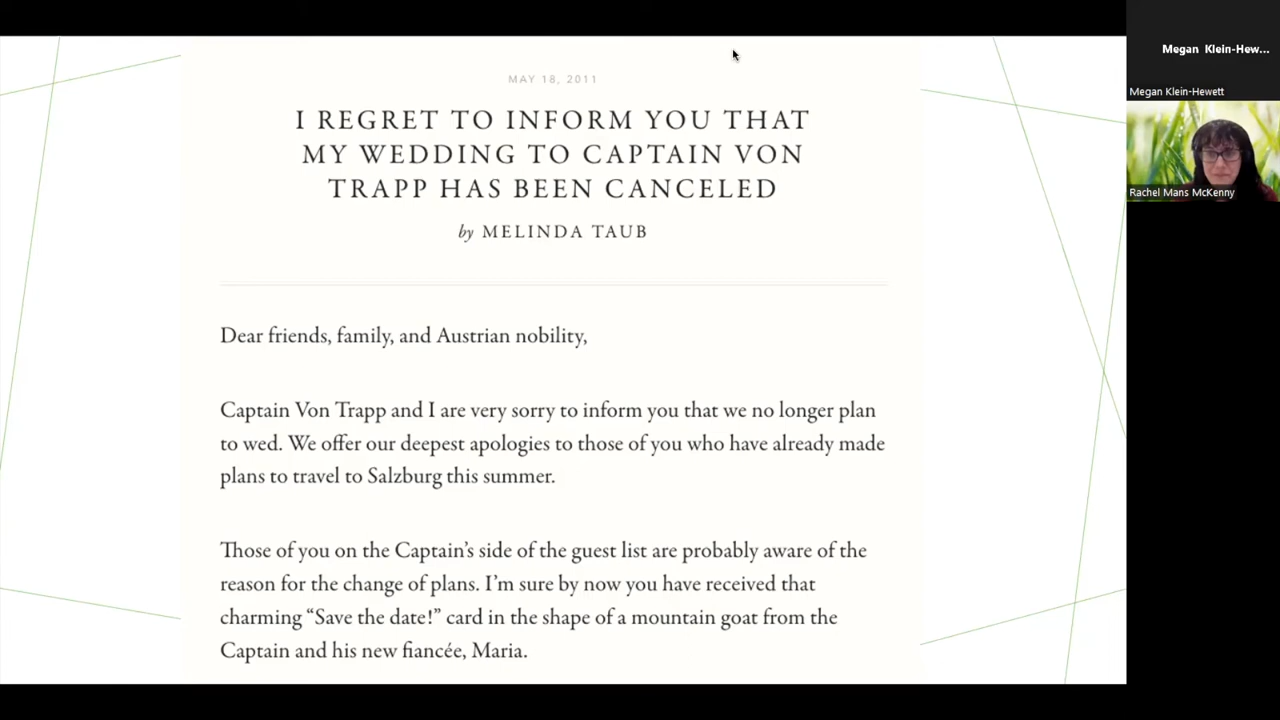 MAY 18, 2011
I REGRET TO INFORM YOU THAT
MY WEDDING TO CAPTAIN VON
TRAPP HAS BEEN CANCELED
by MELINDA TAUB
Dear friends, family, and Austrian nobility,
Captain Von Trapp and I are very sorry to inform you that we no longer plan
to wed. We offer our deepest apologies to those of you who have already made
plans to travel to Salzburg this summer.
Those of you on the Captain’s side of the guest list are probably aware of the
reason for the change of plans. I’m sure by now you have received that
charming “Save the date!” card in the shape of a mountain goat from the
Captain and his new fiancée, Maria.
Megan Klein-Hew...
Megan Klein-Hewett
Rachel Mans McKenny